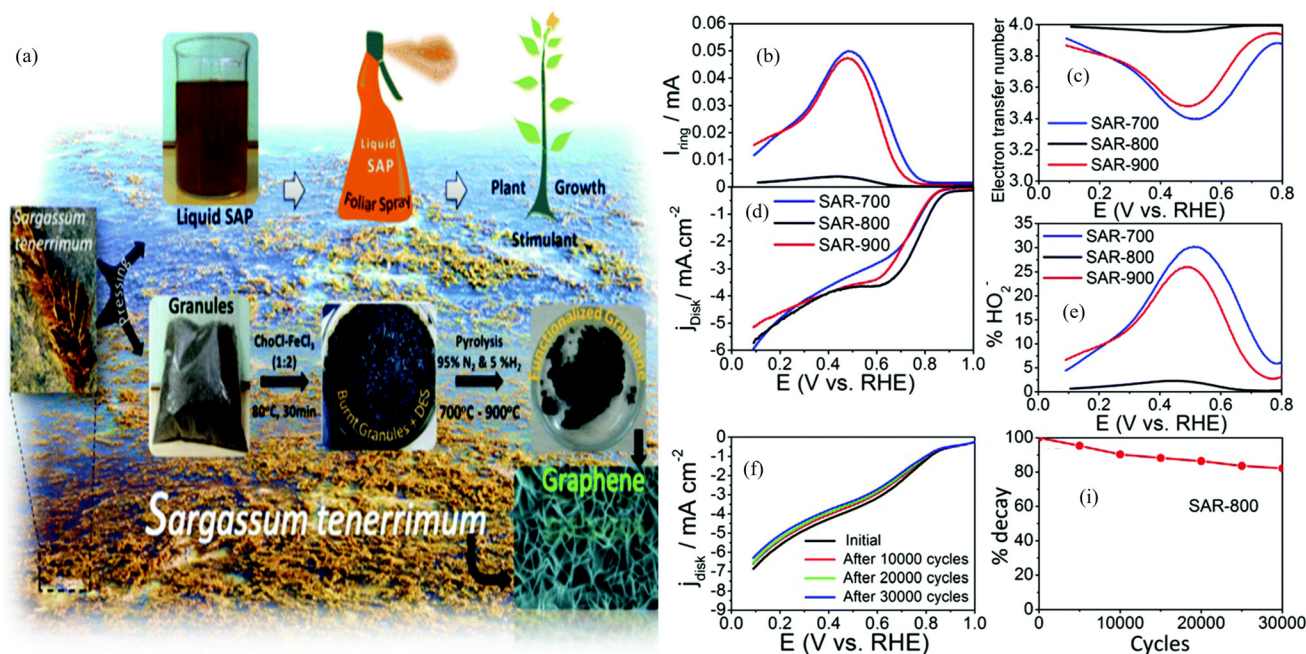 (a)
Liquid SAP
Liquid
SAP
Foliar Spray
Plant Growth
Stimulant
Sargassum
tenerrimum
Pressing
Granules
ChoCl-FeCl3
(1:2)
80°C, 30min.
Burnt Granules + DES
Pyrolysis
95% N2 & 5 %H2
700°C - 900°C
Functionalized Graphene
Graphene
Sargassum tenerrimum
(b)
I ring / mA
0.05
0.04
0.03
0.02
0.01
0
(d)
SAR-700
SAR-800
SAR-900
j Disk / mA.cm-2
-1
-2
-3
-4
-5
-6
0.0 0.2 0.4 0.6 0.8 1.0
E (V vs. RHE)
(c)
Electron transfer number
4.0
3.8
3.6
3.4
3.2
3.0
SAR-700
SAR-800
SAR-900
0.0 0.2 0.4 0.6 0.8
E (V vs. RHE)
(e)
% HO2-
35
30
25
20
15
10
5
0
SAR-700
SAR-800
SAR-900
0.0 0.2 0.4 0.6 0.8
E (V vs. RHE)
(f)
j disk / mA cm-2
0
-1
-2
-3
-4
-5
-6
-7
-8
-9
Initial
After 10000 cycles
After 20000 cycles
After 30000 cycles
0.0 0.2 0.4 0.6 0.8 1.0
E (V vs. RHE)
(i)
% decay
100
80
60
40
20
0
SAR-800
0 10000 20000 30000
Cycles